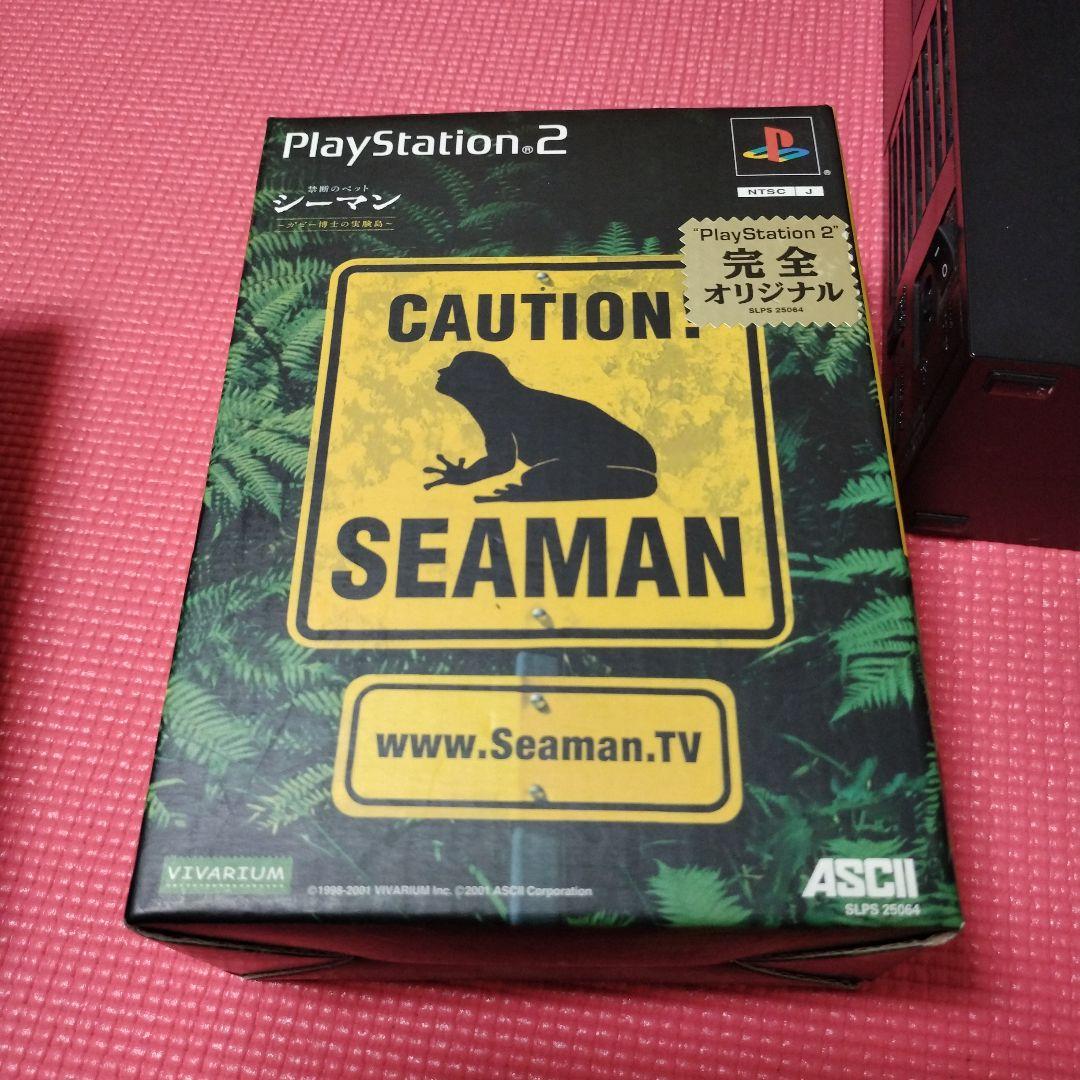 PlayStation®2
禁断のペット
シーマン
~ガゼー博士の実験島~
NTSC J
"PlayStation 2"
完全
オリジナル
SLPS 25064
CAUTION!
SEAMAN
www.Seaman.TV
VIVARIUM
©1998-2001 VIVARIUM Inc. ©2001 ASCII Corporation
ASCII
SLPS 25064